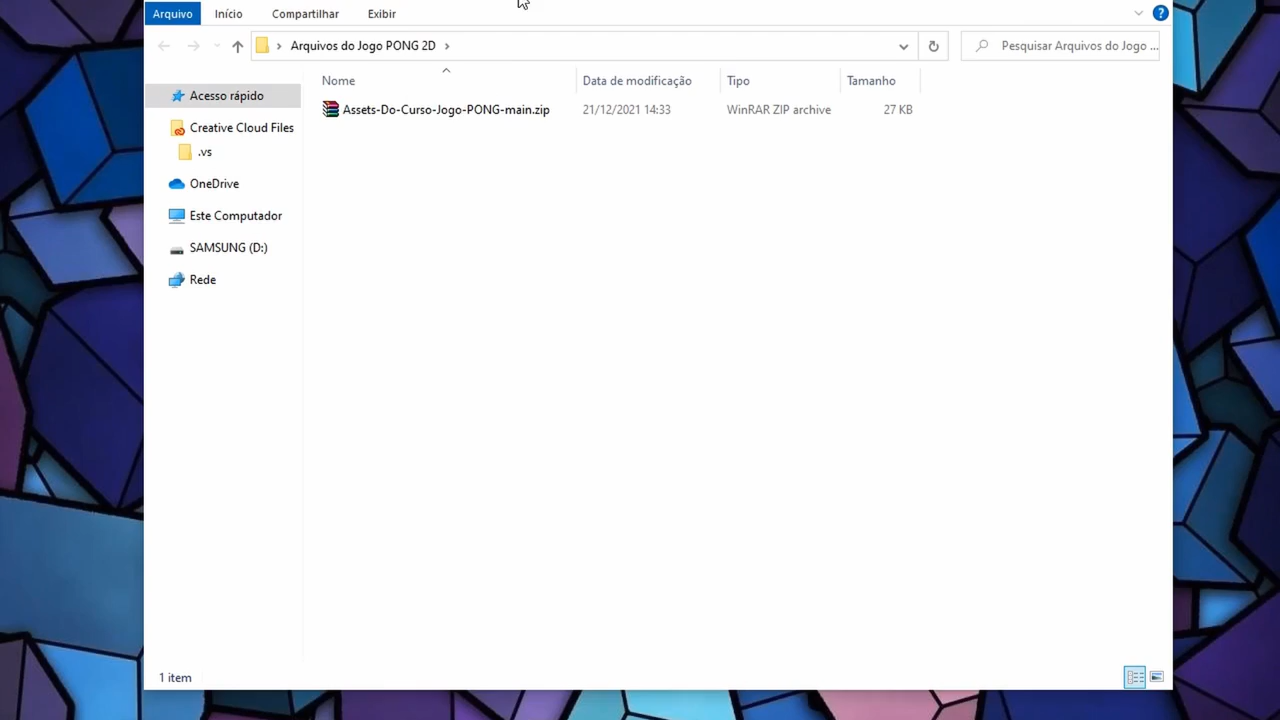 Arquivo Início Compartilhar Exibir ?
Arquivos do Jogo PONG 2D
Pesquisar Arquivos do Jogo ...
Nome Data de modificação Tipo Tamanho
Assets-Do-Curso-Jogo-PONG-main.zip 21/12/2021 14:33 WinRAR ZIP archive 27 KB
Acesso rápido
Creative Cloud Files
.vs
OneDrive
Este Computador
SAMSUNG (D:)
Rede
1 item